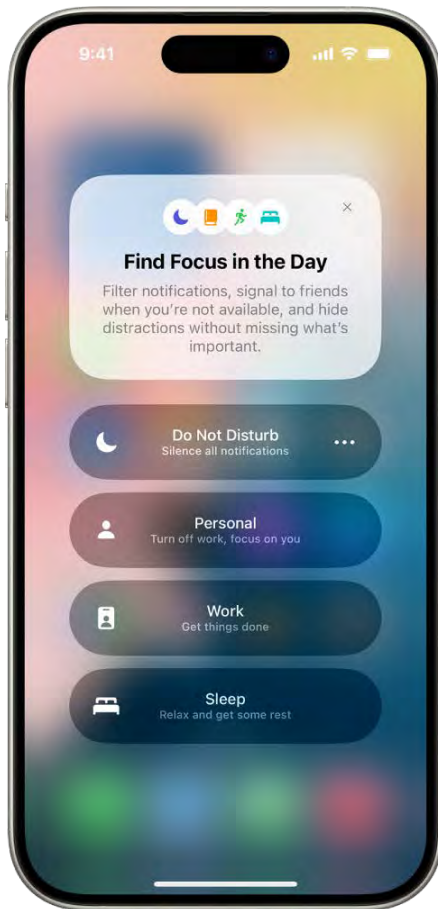 9:41
Find Focus in the Day
Filter notifications, signal to friends
when you're not available, and hide
distractions without missing what's
important.
Do Not Disturb
Silence all notifications
Personal
Turn off work, focus on you
Work
Get things done
Sleep
Relax and get some rest